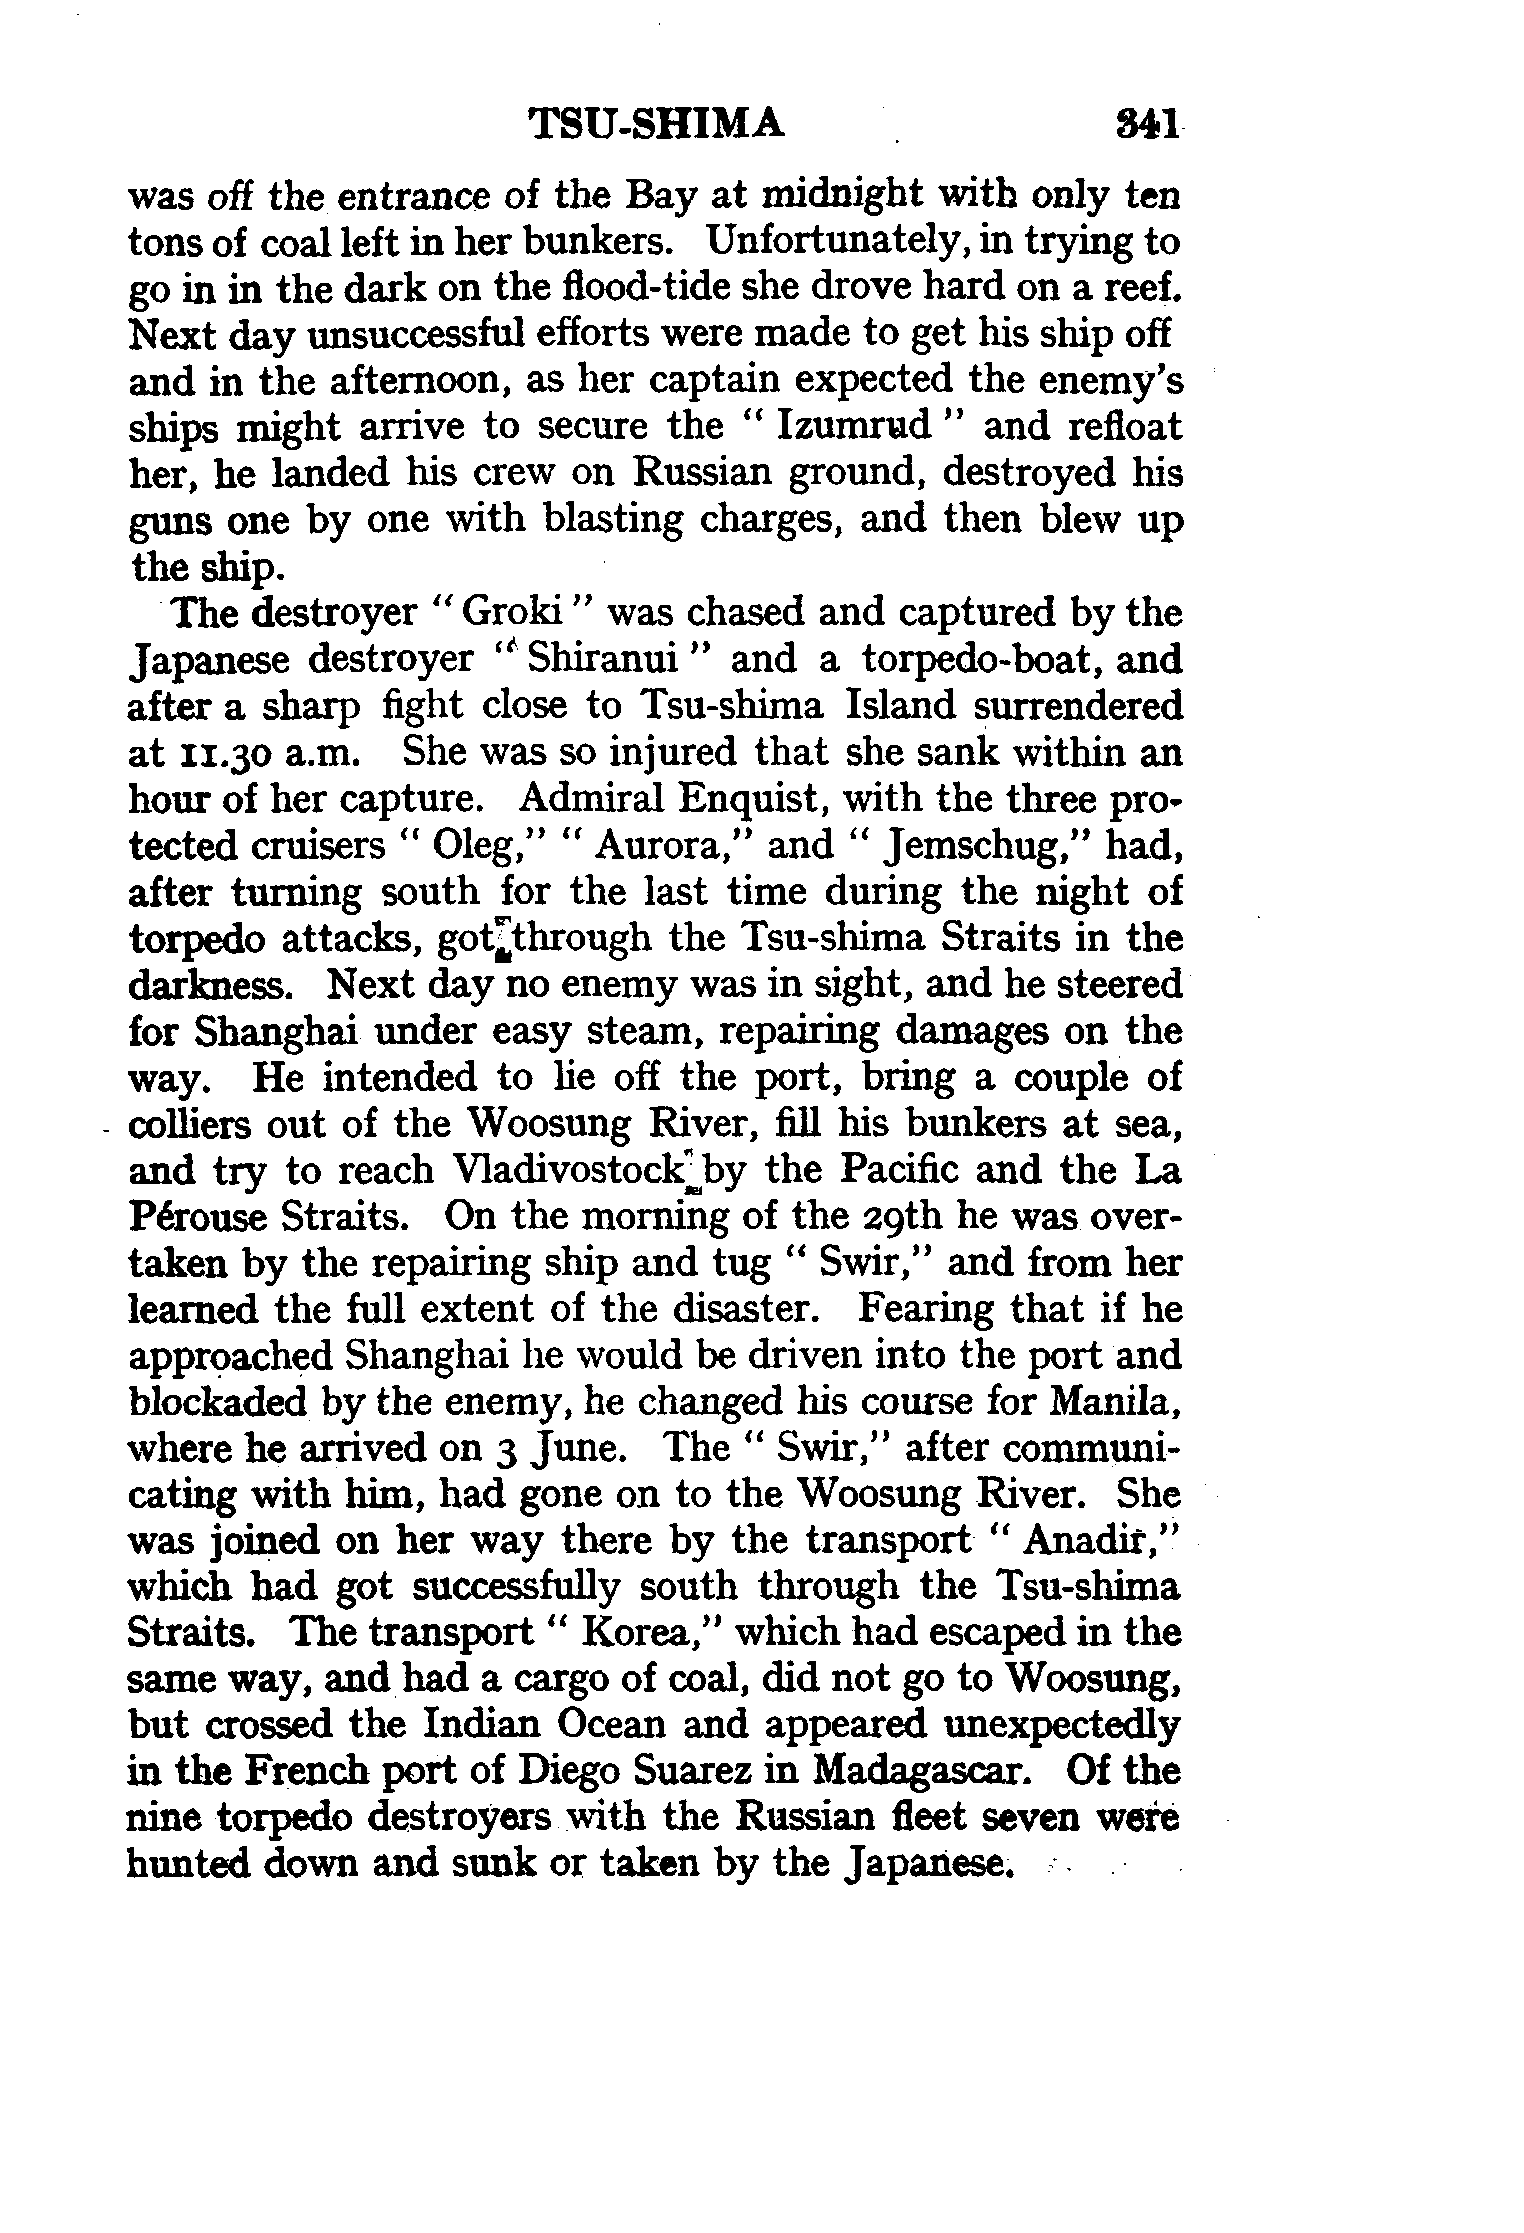 TSU-SHIMA 341
was off the entrance of the Bay at midnight with only ten
tons of coal left in her bunkers. Unfortunately, in trying to
go in in the dark on the flood-tide she drove hard on a reef.
Next day unsuccessful efforts were made to get his ship off
and in the afternoon, as her captain expected the enemy's
ships might arrive to secure the " Izumrud " and refloat
her, he landed his crew on Russian ground, destroyed his
guns one by one with blasting charges, and then blew up
the ship.
The destroyer " Groki " was chased and captured by the
Japanese destroyer " Shiranui " and a torpedo-boat, and
after a sharp fight close to Tsu-shima Island surrendered
at 11.30 a.m. She was so injured that she sank within an
hour of her capture. Admiral Enquist, with the three pro-
tected cruisers " Oleg," " Aurora," and " Jemschug," had,
after turning south for the last time during the night of
torpedo attacks, got through the Tsu-shima Straits in the
darkness. Next day no enemy was in sight, and he steered
for Shanghai under easy steam, repairing damages on the
way. He intended to lie off the port, bring a couple of
colliers out of the Woosung River, fill his bunkers at sea,
and try to reach Vladivostock by the Pacific and the La
Pérouse Straits. On the morning of the 29th he was over-
taken by the repairing ship and tug " Swir," and from her
learned the full extent of the disaster. Fearing that if he
approached Shanghai he would be driven into the port and
blockaded by the enemy, he changed his course for Manila,
where he arrived on 3 June. The " Swir," after communi-
cating with him, had gone on to the Woosung River. She
was joined on her way there by the transport " Anadir,"
which had got successfully south through the Tsu-shima
Straits. The transport " Korea," which had escaped in the
same way, and had a cargo of coal, did not go to Woosung,
but crossed the Indian Ocean and appeared unexpectedly
in the French port of Diego Suarez in Madagascar. Of the
nine torpedo destroyers with the Russian fleet seven were
hunted down and sunk or taken by the Japanese.